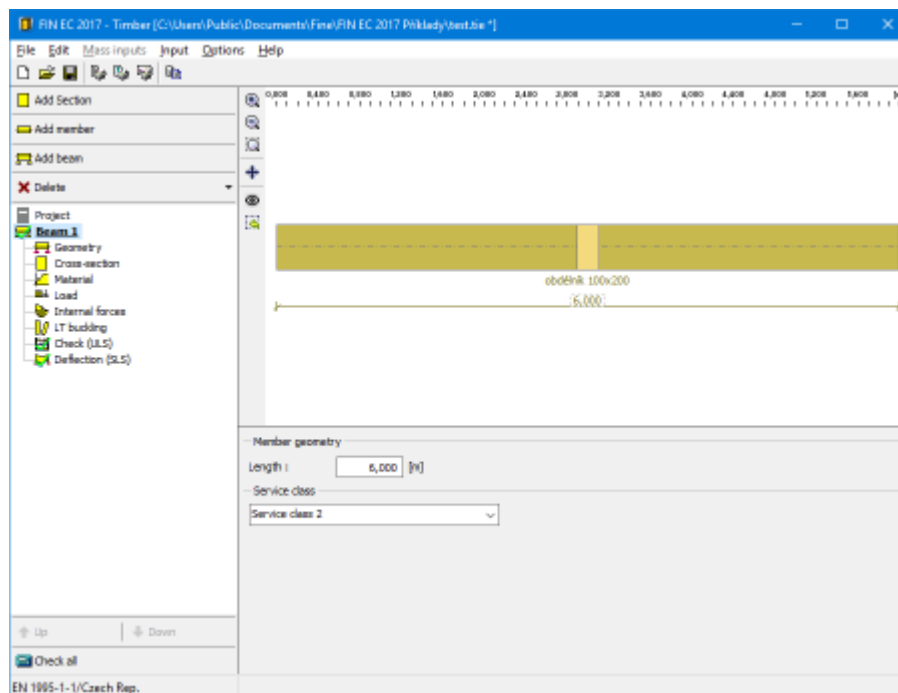 FIN EC 2017 - Timber [C:\Users\Public\Documents\Fine\FIN EC 2017 Příklady\test.tie *]
File Edit Mass inputs Input Options Help
Add Section
Add member
Add beam
Delete
Project
Beam 1
Geometry
Cross-section
Material
Load
Internal forces
LT buckling
Check (ULS)
Deflection (SLS)
obdélník 100x200
6,000
Member geometry
Length : 6,000 [m]
Service class
Service class 2
Up Down
Check all
EN 1995-1-1/Czech Rep.